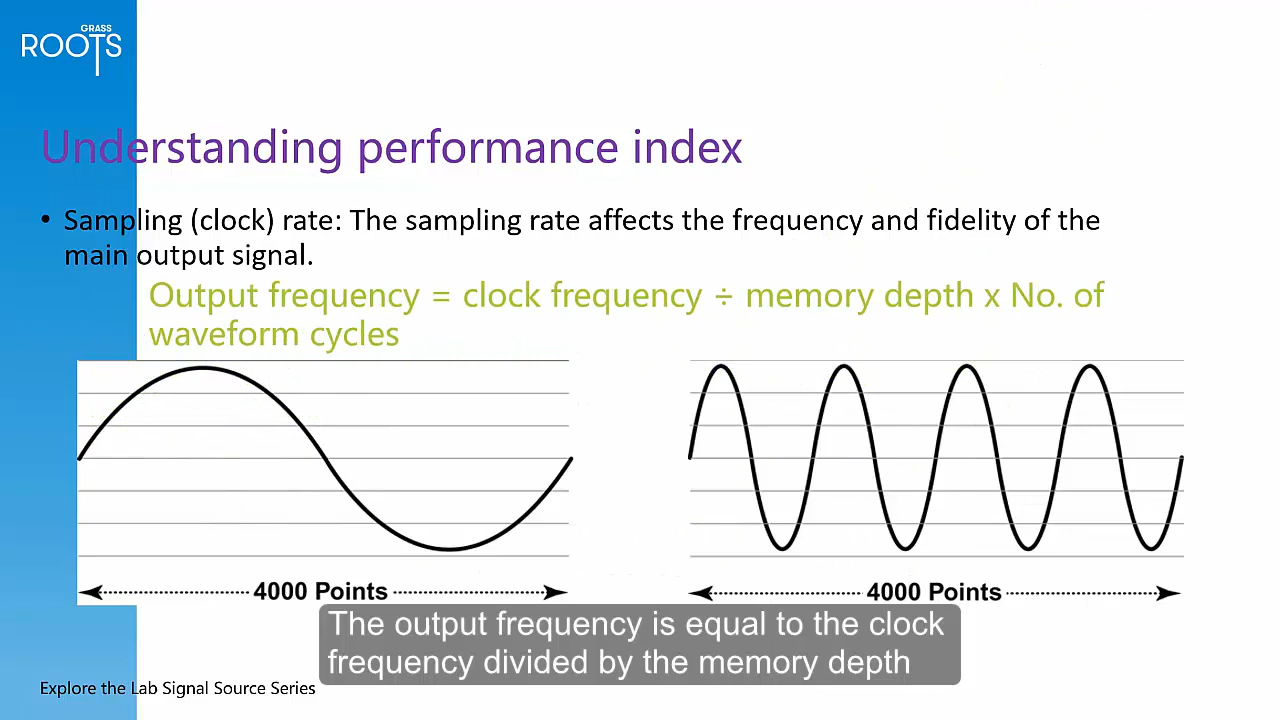 GRASS
ROOTS
Understanding performance index
• Sampling (clock) rate: The sampling rate affects the frequency and fidelity of the
main output signal.
Output frequency = clock frequency ÷ memory depth x No. of
waveform cycles
4000 Points
4000 Points
The output frequency is equal to the clock
frequency divided by the memory depth
Explore the Lab Signal Source Series